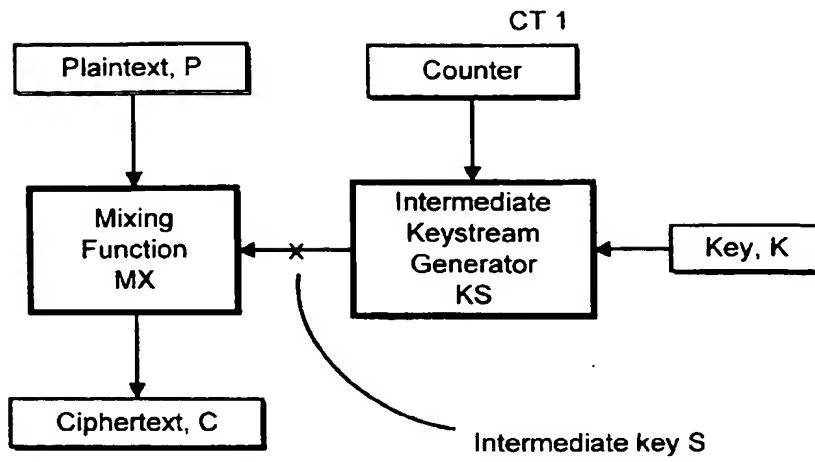 CT 1
Plaintext, P
Counter
Mixing
Function
MX
Intermediate
Keystream
Generator
KS
Key, K
Ciphertext, C
Intermediate key S